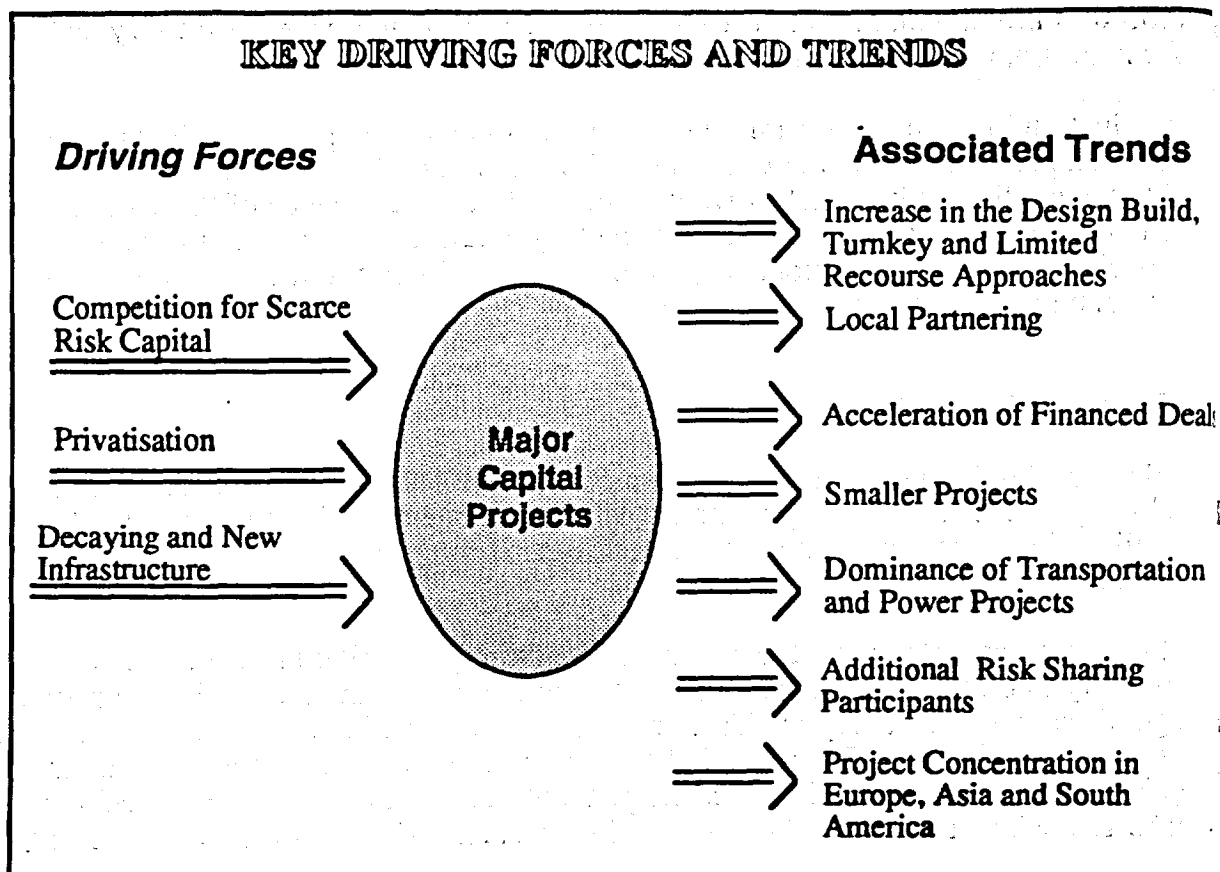 KEY DRIVING FORCES AND TRENDS
Driving Forces
Competition for Scarce
Risk Capital
Privatisation
Decaying and New
Infrastructure
Major
Capital
Projects
Associated Trends
Increase in the Design Build,
Turnkey and Limited
Recourse Approaches
Local Partnering
Acceleration of Financed Deal
Smaller Projects
Dominance of Transportation
and Power Projects
Additional Risk Sharing
Participants
Project Concentration in
Europe, Asia and South
America